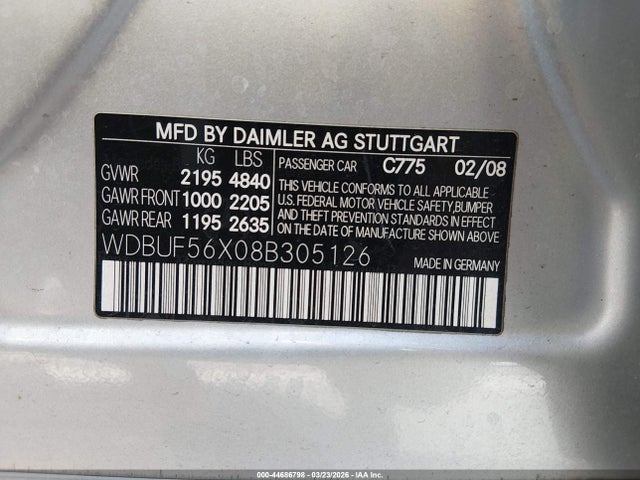 MFD BY DAIMLER AG STUTTGART
KG LBS
GVWR 2195 4840
GAWR FRONT 1000 2205
GAWR REAR 1195 2635
PASSENGER CAR C775 02/08
THIS VEHICLE CONFORMS TO ALL APPLICABLE
U.S. FEDERAL MOTOR VEHICLE SAFETY, BUMPER
AND THEFT PREVENTION STANDARDS IN EFFECT
ON THE DATE OF MANUFACTURE SHOWN ABOVE.
WDBUF56X08B305126
MADE IN GERMANY
000-44686798 - 03/23/2026 - IAA Inc.